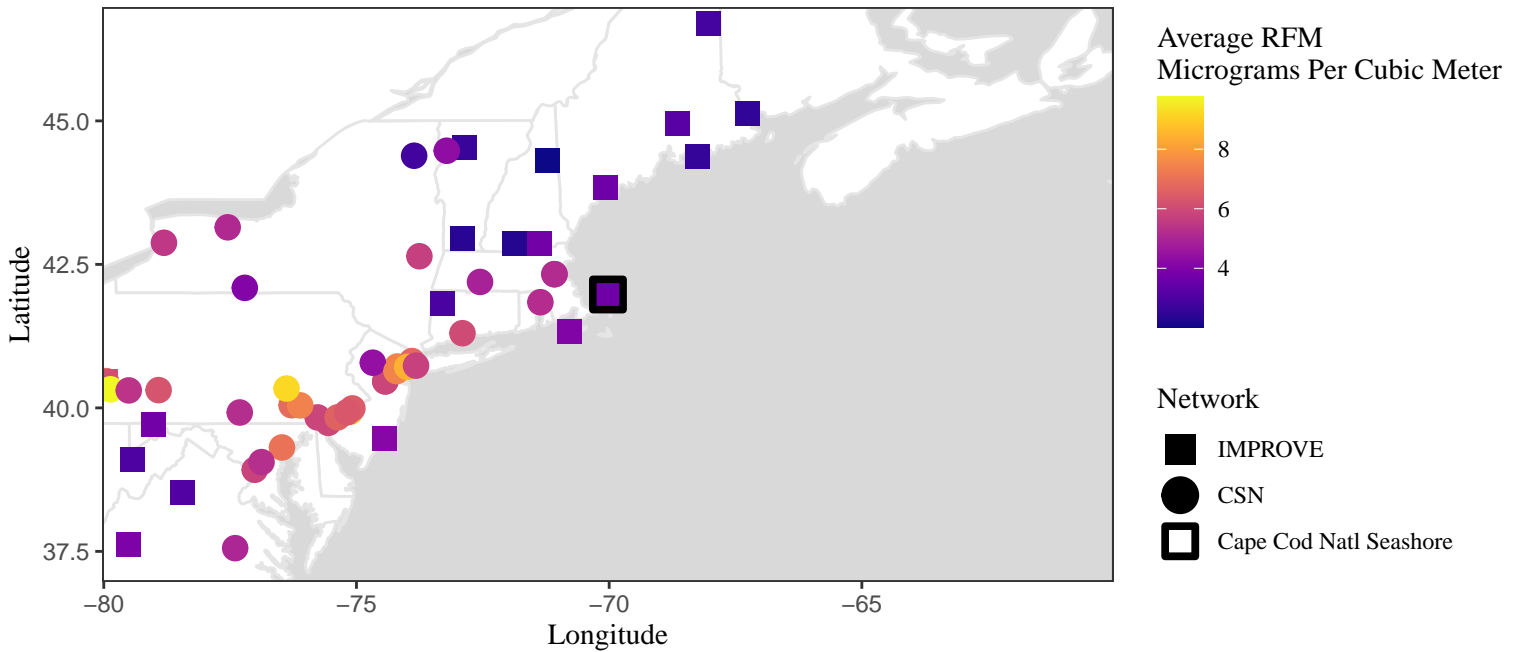 45.0
42.5
40.0
37.5
Latitude
−80
−75
−70
−65
Longitude
Average RFM
Micrograms Per Cubic Meter
8
6
4
Network
IMPROVE
CSN
Cape Cod Natl Seashore